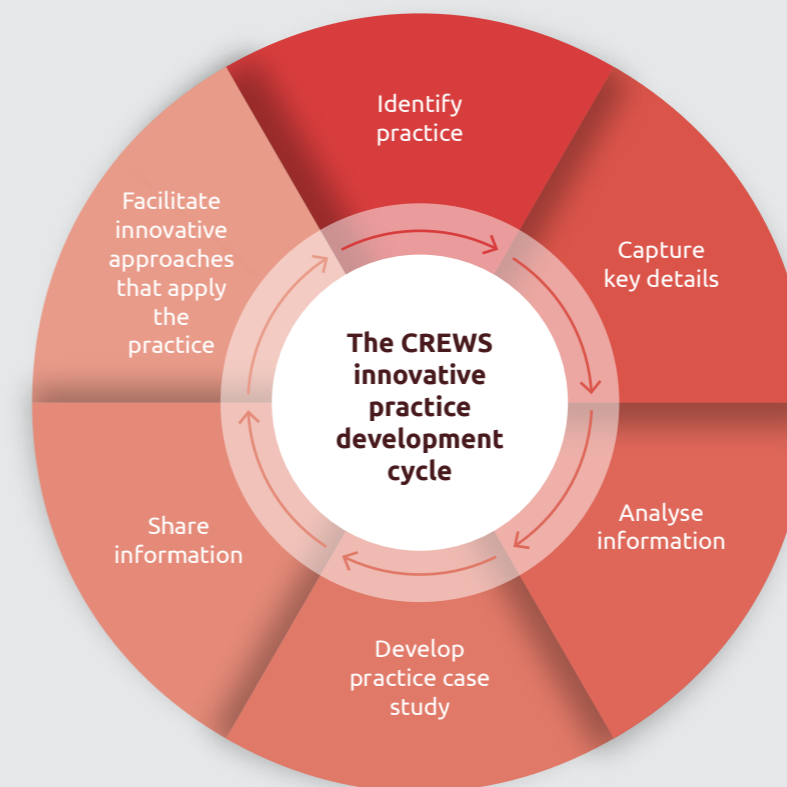 Identify
practice
Capture
key details
Analyse
information
Develop
practice case
study
Share
information
Facilitate
innovative
approaches
that apply
the
practice
The CREWS
innovative
practice
development
cycle